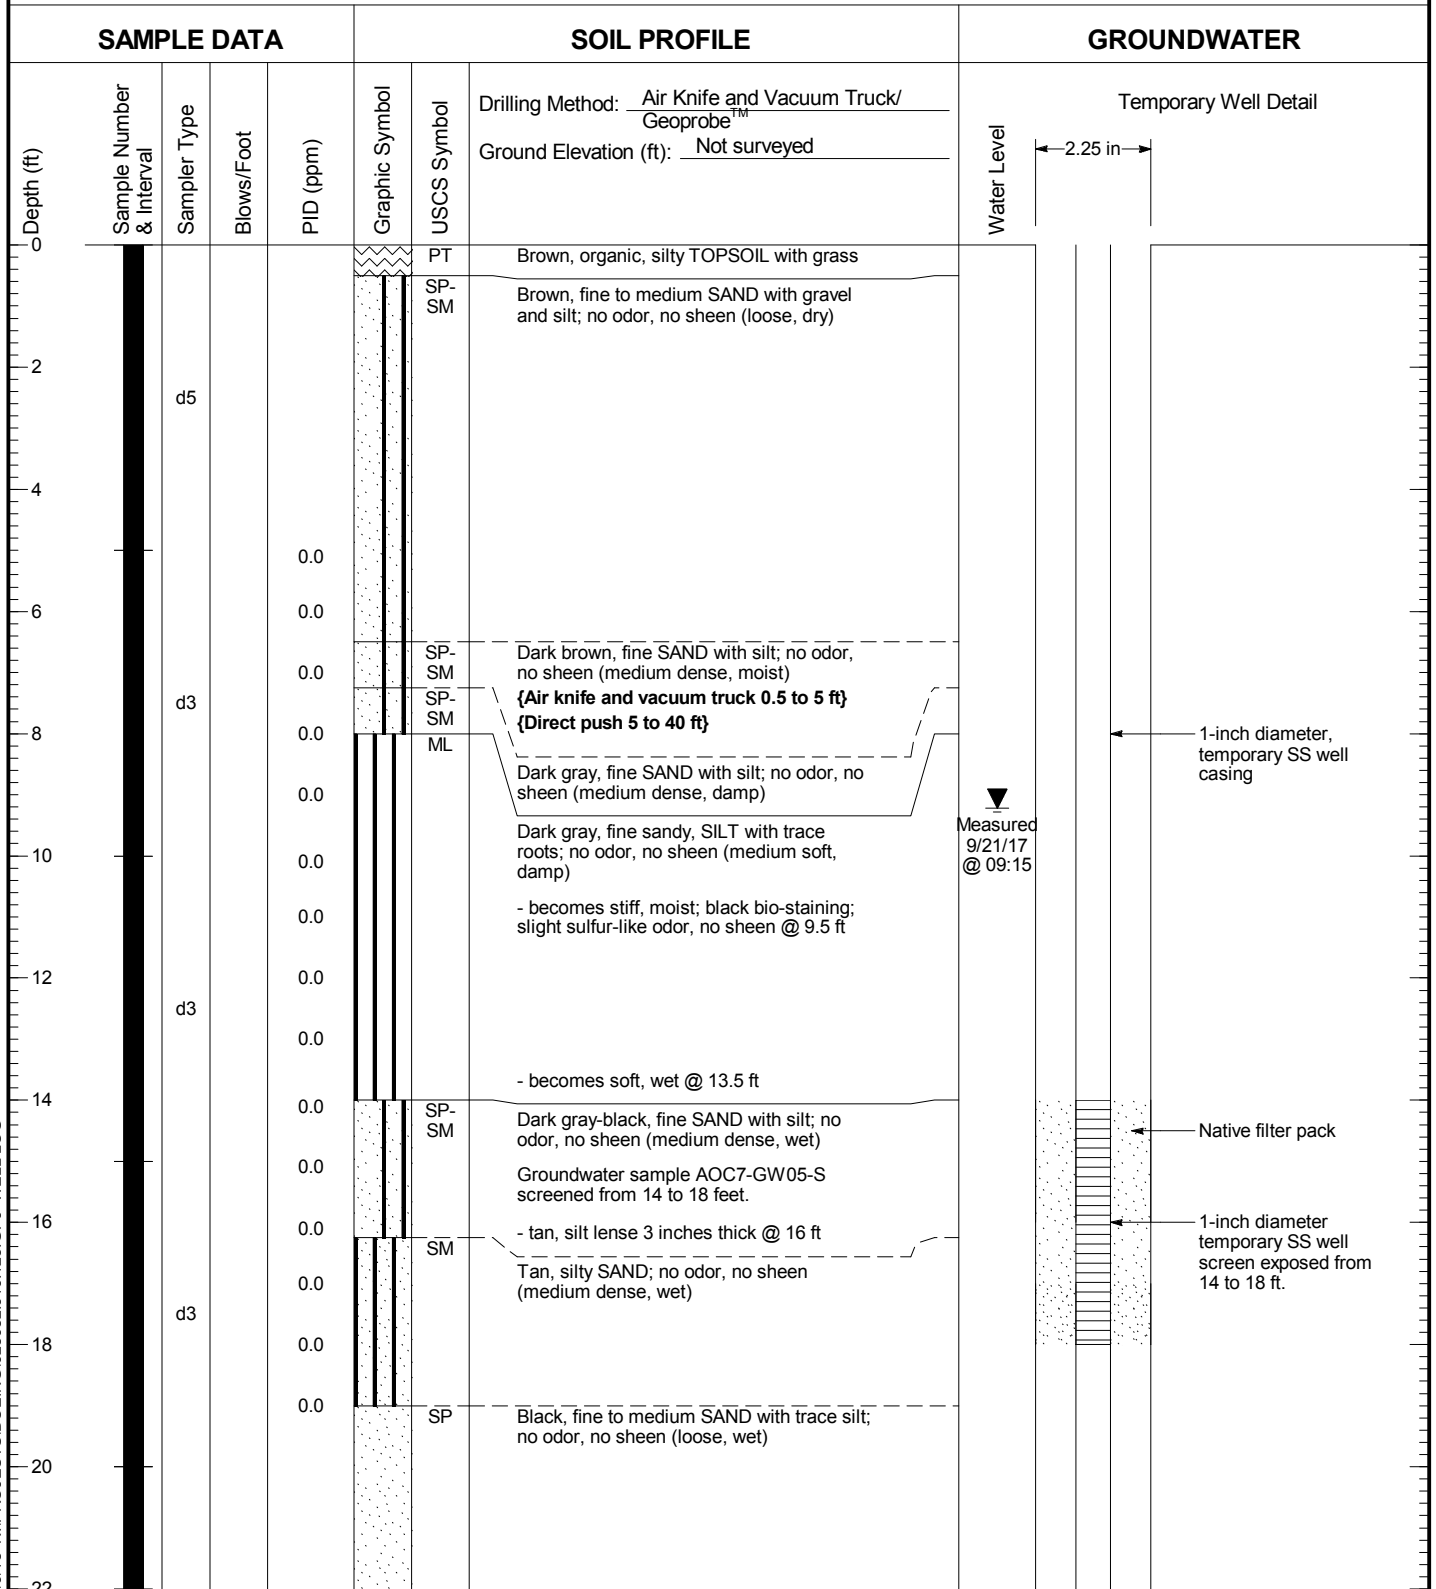 SAMPLE DATA
SOIL PROFILE
GROUNDWATER
Depth (ft)
Sample Number
& Interval
Sampler Type
Blows/Foot
PID (ppm)
Graphic Symbol
USCS Symbol
Drilling Method: Air Knife and Vacuum Truck/
Geoprobe™
Ground Elevation (ft): Not surveyed
Water Level
Temporary Well Detail
2.25 in
0
PT
Brown, organic, silty TOPSOIL with grass
SP-
SM
Brown, fine to medium SAND with gravel
and silt; no odor, no sheen (loose, dry)
2
d5
4
0.0
6
0.0
SP-
SM
Dark brown, fine SAND with silt; no odor,
no sheen (medium dense, moist)
0.0
d3
SP-
SM
{Air knife and vacuum truck 0.5 to 5 ft}
{Direct push 5 to 40 ft}
8
0.0
ML
1-inch diameter,
temporary SS well
casing
Dark gray, fine SAND with silt; no odor, no
sheen (medium dense, damp)
0.0
Measured
9/21/17
@ 09:15
Dark gray, fine sandy, SILT with trace
roots; no odor, no sheen (medium soft,
damp)
10
0.0
- becomes stiff, moist; black bio-staining;
slight sulfur-like odor, no sheen @ 9.5 ft
0.0
12
0.0
d3
0.0
- becomes soft, wet @ 13.5 ft
14
0.0
SP-
SM
Dark gray-black, fine SAND with silt; no
odor, no sheen (medium dense, wet)
Native filter pack
0.0
Groundwater sample AOC7-GW05-S
screened from 14 to 18 feet.
16
0.0
- tan, silt lense 3 inches thick @ 16 ft
1-inch diameter
temporary SS well
screen exposed from
14 to 18 ft.
SM
Tan, silty SAND; no odor, no sheen
(medium dense, wet)
0.0
d3
18
0.0
0.0
SP
Black, fine to medium SAND with trace silt;
no odor, no sheen (loose, wet)
20
22